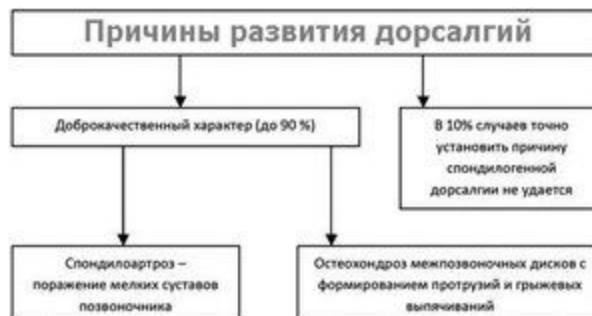 Причины развития дорсалгий
Доброкачественный характер (до 90 %)
В 10% случаев точно
установить причину
спондилогенной
дорсалгии не удается
Спондилоартроз –
поражение мелких суставов
позвоночника
Остеохондроз межпозвоночных дисков с
формированием протрузий и грыжевых
выпячиваний